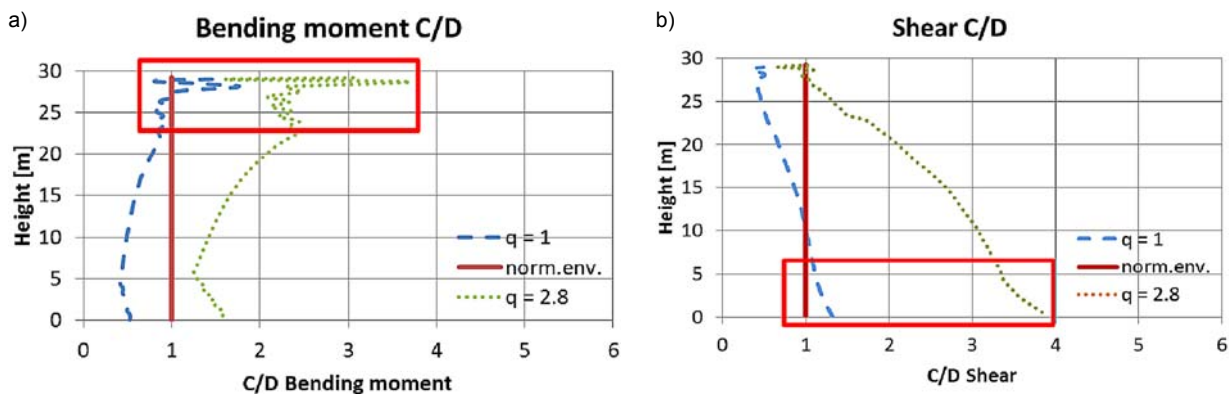 a)
Bending moment C/D
30
25
20
15
10
5
0
Height [m]
q = 1
norm.env.
q = 2.8
0 1 2 3 4 5 6
C/D Bending moment
b)
Shear C/D
30
25
20
15
10
5
0
Height [m]
q = 1
norm.env.
q = 2.8
0 1 2 3 4 5 6
C/D Shear